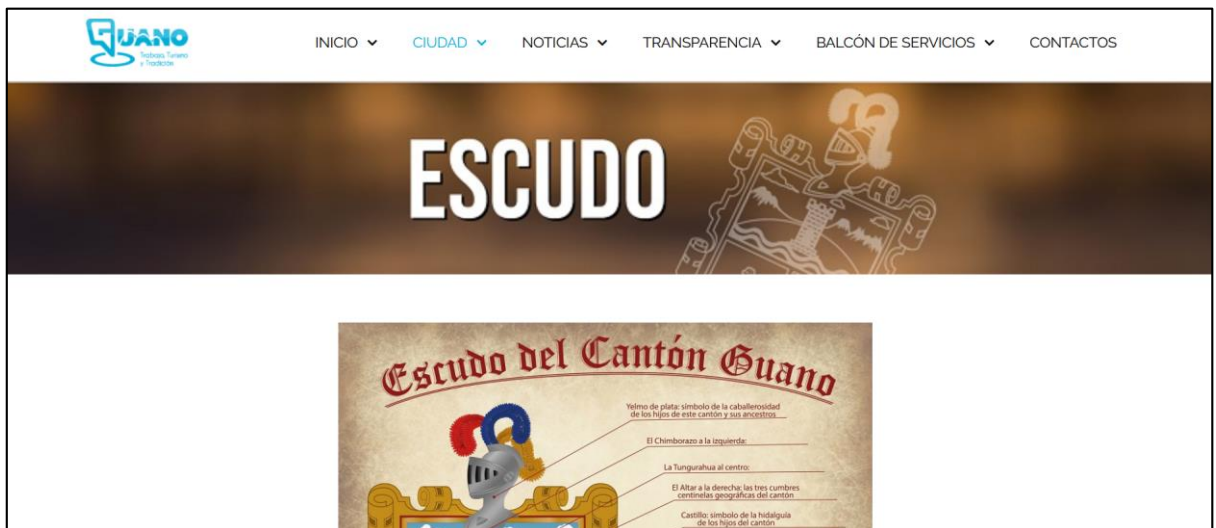 GUANO
Trabajo Turismo
y Tradición
INICIO CIUDAD NOTICIAS TRANSPARENCIA BALCÓN DE SERVICIOS CONTACTOS
ESCUDO
Escudo del Cantón Guano
Yelmo de plata: símbolo de la caballerosidad
de los hijos de este cantón y sus ancestros
El Chimborazo a la izquierda:
La Tungurahua al centro:
El Altar a la derecha: las tres cumbres
centinelas geográficas del cantón
Castillo: símbolo de la hidalguía
de los hijos del cantón